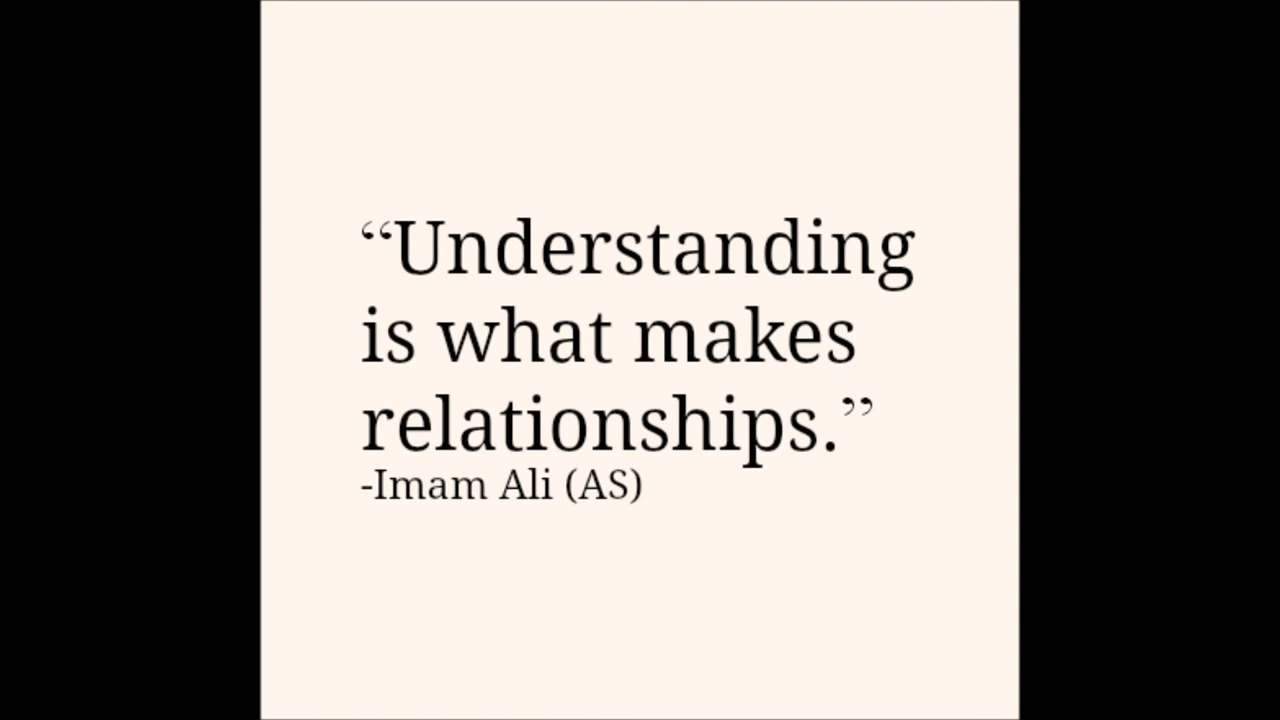 “Understanding
is what makes
relationships.”
-Imam Ali (AS)